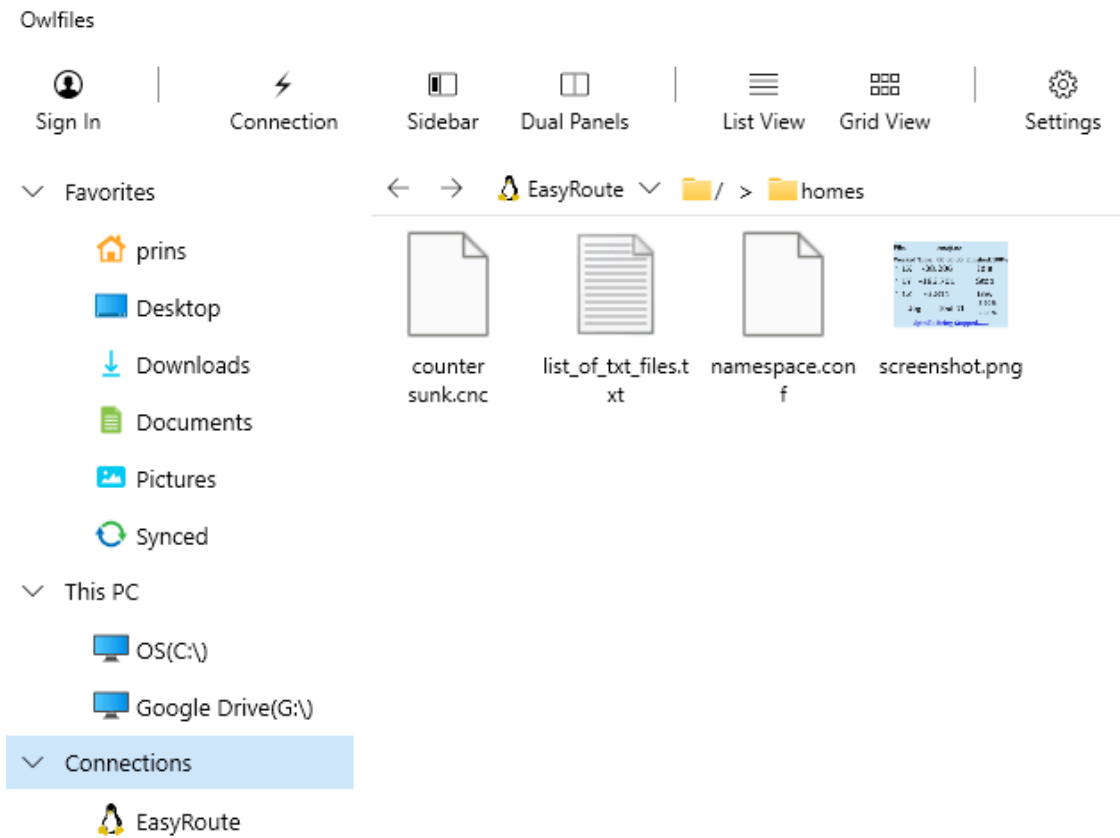 Owlfiles
Sign In
Connection
Sidebar
Dual Panels
List View
Grid View
Settings
Favorites
prins
Desktop
Downloads
Documents
Pictures
Synced
This PC
OS(C:\)
Google Drive(G:\)
Connections
EasyRoute
EasyRoute / > homes
counter
sunk.cnc
list_of_txt_files.t
xt
namespace.con
f
screenshot.png